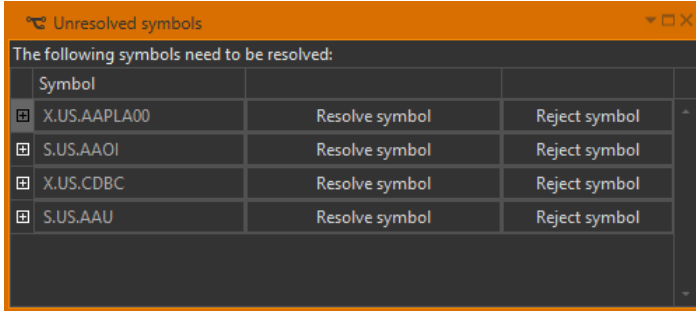 Unresolved symbols
The following symbols need to be resolved:
Symbol
X.US.AAPLA00 Resolve symbol Reject symbol
S.US.AAOI Resolve symbol Reject symbol
X.US.CDBC Resolve symbol Reject symbol
S.US.AAU Resolve symbol Reject symbol